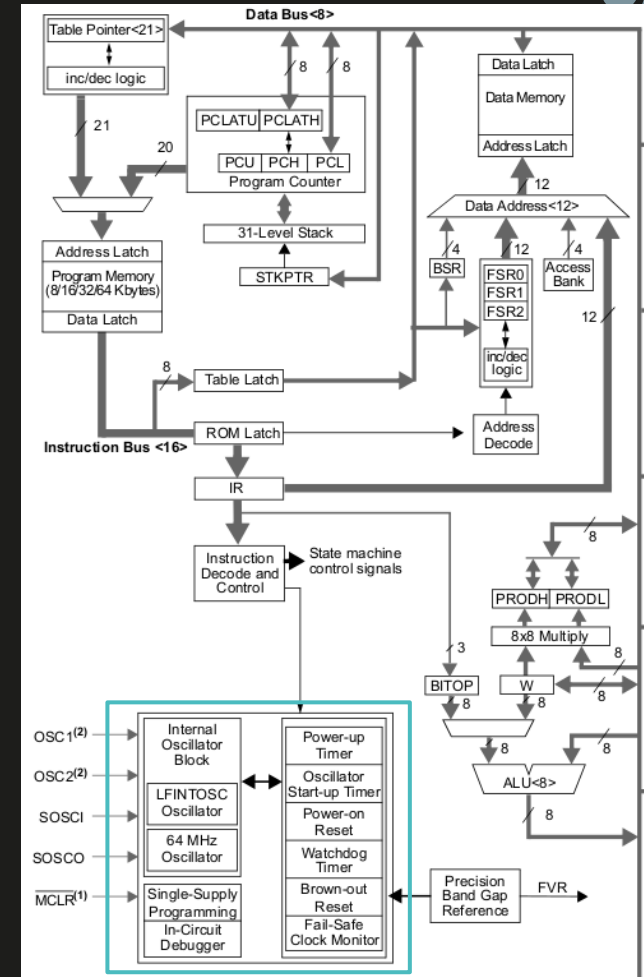 Data Bus<8>
Table Pointer<21>
inc/dec logic
21
20
8
8
PCLATU PCLATH
PCU PCH PCL
Program Counter
31-Level Stack
STKPTR
Data Latch
Data Memory
Address Latch
12
Data Address<12>
4
12
4
BSR
FSR0
FSR1
FSR2
inc/dec
logic
Access
Bank
12
Address Latch
Program Memory
(8/16/32/64 Kbytes)
Data Latch
8
Table Latch
Instruction Bus <16>
ROM Latch
Address
Decode
IR
Instruction
Decode and
Control
State machine
control signals
8
PRODH PRODL
8x8 Multiply
3
8
BITOP
W
8
8
8
8
8
ALU<8>
8
OSC1(2)
OSC2(2)
SOSCI
SOSCO
MCLR(1)
Internal
Oscillator
Block
LFINTOSC
Oscillator
64 MHz
Oscillator
Single-Supply
Programming
In-Circuit
Debugger
Power-up
Timer
Oscillator
Start-up Timer
Power-on
Reset
Watchdog
Timer
Brown-out
Reset
Fail-Safe
Clock Monitor
Precision
Band Gap
Reference
FVR